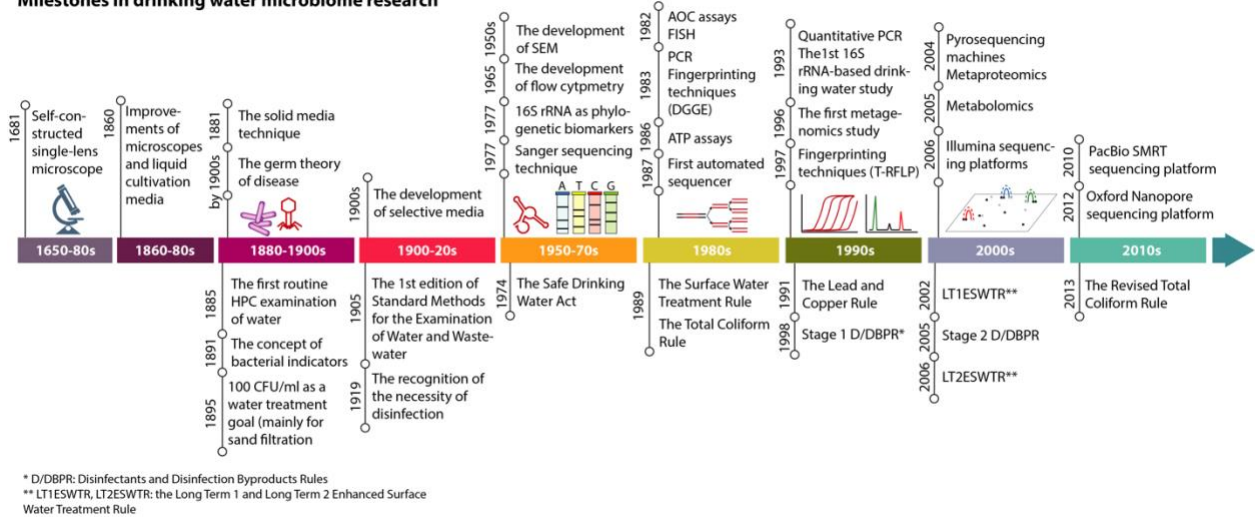 Milestones in drinking water microbiome research
1681
Self-con-
structed
single-lens
microscope
1860
Improve-
ments of
microscopes
and liquid
cultivation
media
1881
The solid media
technique
by 1900s
The germ theory
of disease
1900s
The development
of selective media
1950s
The development
of SEM
1965
The development
of flow cytpmetry
1977
16S rRNA as phylo-
genetic biomarkers
1977
Sanger sequencing
technique
A T C G
1982
AOC assays
FISH
1983
PCR
Fingerprinting
techniques
(DGGE)
1986
ATP assays
1987
First automated
sequencer
1993
Quantitative PCR
The1st 16S
rRNA-based drink-
ing water study
1996
The first metage-
nomics study
1997
Fingerprinting
techniques (T-RFLP)
2004
Pyrosequencing
machines
Metaproteomics
2005
Metabolomics
2006
Illumina sequenc-
ing platforms
2010
PacBio SMRT
sequencing platform
2012
Oxford Nanopore
sequencing platform
1650-80s
1860-80s
1880-1900s
1900-20s
1950-70s
1980s
1990s
2000s
2010s
1885
The first routine
HPC examination
of water
1891
The concept of
bacterial indicators
1895
100 CFU/ml as a
water treatment
goal (mainly for
sand filtration
1905
The 1st edition of
Standard Methods
for the Examination
of Water and Waste-
water
1919
The recognition of
the necessity of
disinfection
1974
The Safe Drinking
Water Act
1989
The Surface Water
Treatment Rule
The Total Coliform
Rule
1991
The Lead and
Copper Rule
1998
Stage 1 D/DBPR*
2002
LT1ESWTR**
2005
Stage 2 D/DBPR
2006
LT2ESWTR**
2013
The Revised Total
Coliform Rule
* D/DBPR: Disinfectants and Disinfection Byproducts Rules
** LT1ESWTR, LT2ESWTR: the Long Term 1 and Long Term 2 Enhanced Surface
Water Treatment Rule